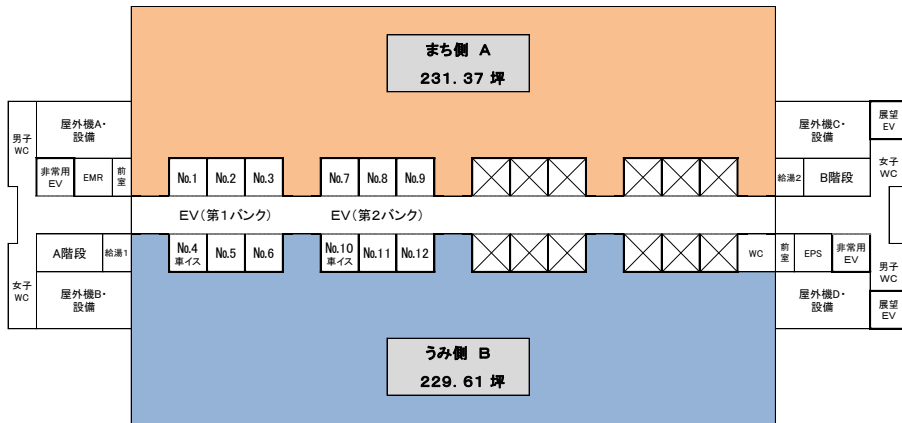 まち側 A
231.37 坪
男子
WC
屋外機A・
設備
屋外機C・
設備
展望
EV
非常用
EV
EMR
前
室
No.1
No.2
No.3
No.7
No.8
No.9
給湯2
B階段
女子
WC
EV(第1バンク)
EV(第2バンク)
A階段
給湯1
No.4
車イス
No.5
No.6
No.10
車イス
No.11
No.12
WC
前
室
EPS
非常用
EV
男子
WC
女子
WC
屋外機B・
設備
屋外機D・
設備
展望
EV
うみ側 B
229.61 坪